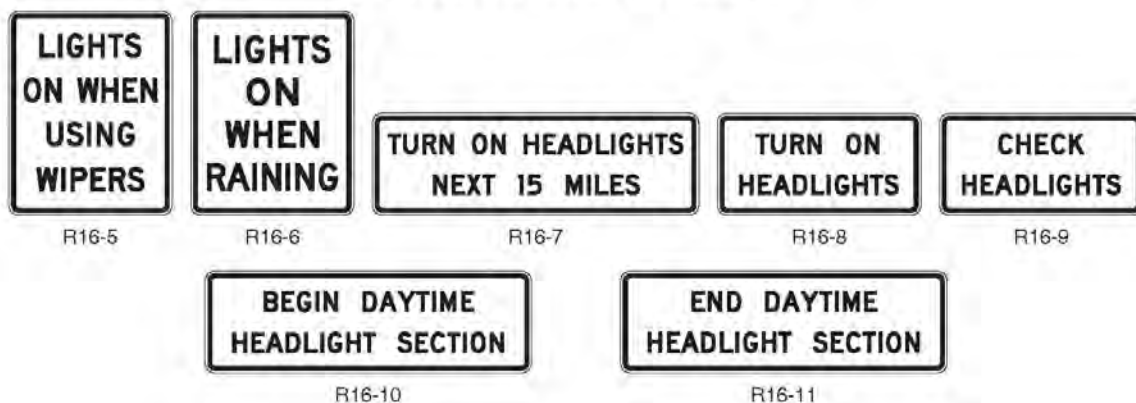 LIGHTS
ON WHEN
USING
WIPERS
R16-5
LIGHTS
ON
WHEN
RAINING
R16-6
TURN ON HEADLIGHTS
NEXT 15 MILES
R16-7
TURN ON
HEADLIGHTS
R16-8
CHECK
HEADLIGHTS
R16-9
BEGIN DAYTIME
HEADLIGHT SECTION
R16-10
END DAYTIME
HEADLIGHT SECTION
R16-11